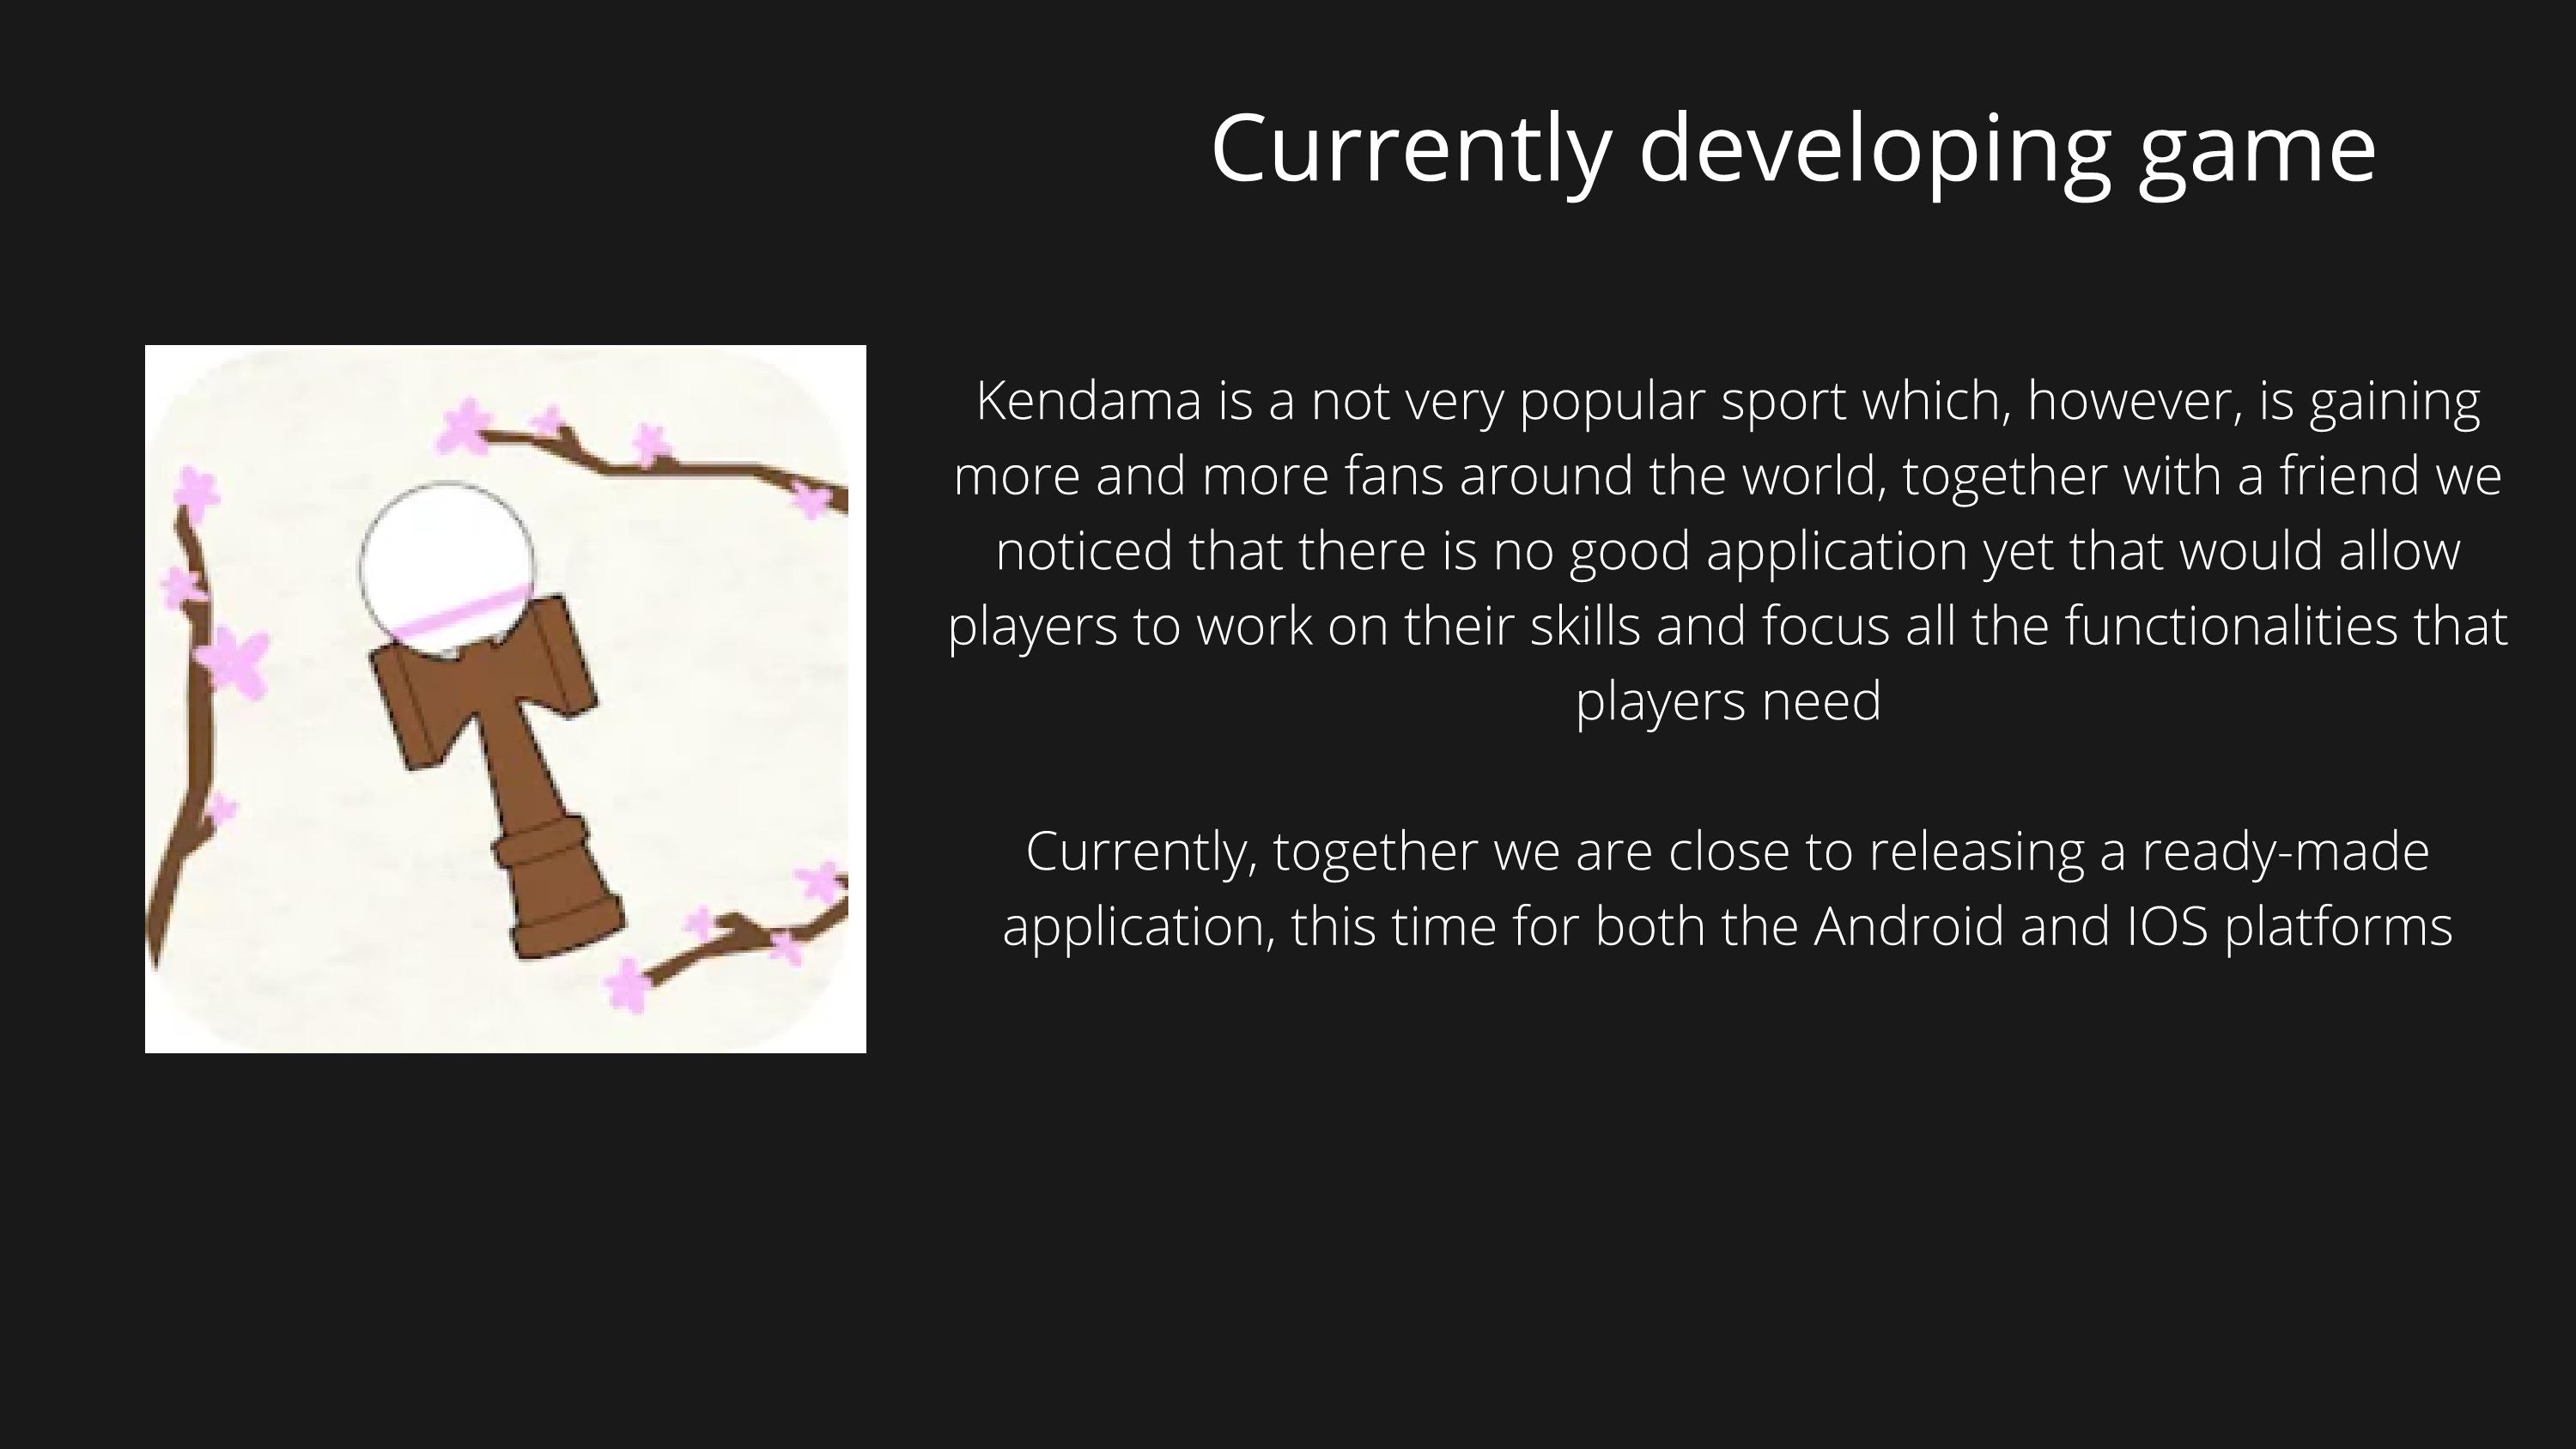 Currently developing game
Kendama is a not very popular sport which, however, is gaining
more and more fans around the world, together with a friend we
noticed that there is no good application yet that would allow
players to work on their skills and focus all the functionalities that
players need
Currently, together we are close to releasing a ready-made
application, this time for both the Android and IOS platforms